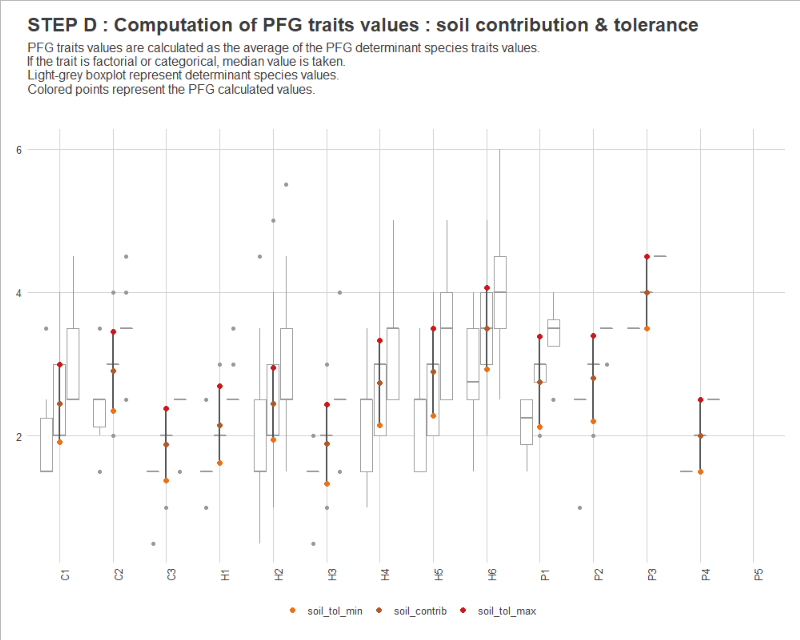 STEP D : Computation of PFG traits values : soil contribution & tolerance
PFG traits values are calculated as the average of the PFG determinant species traits values.
If the trait is factorial or categorical, median value is taken.
Light-grey boxplot represent determinant species values.
Colored points represent the PFG calculated values.
6
4
2
C1 C2 C3 H1 H2 H3 H4 H5 H6 P1 P2 P3 P4 P5
soil_tol_min soil_contrib soil_tol_max